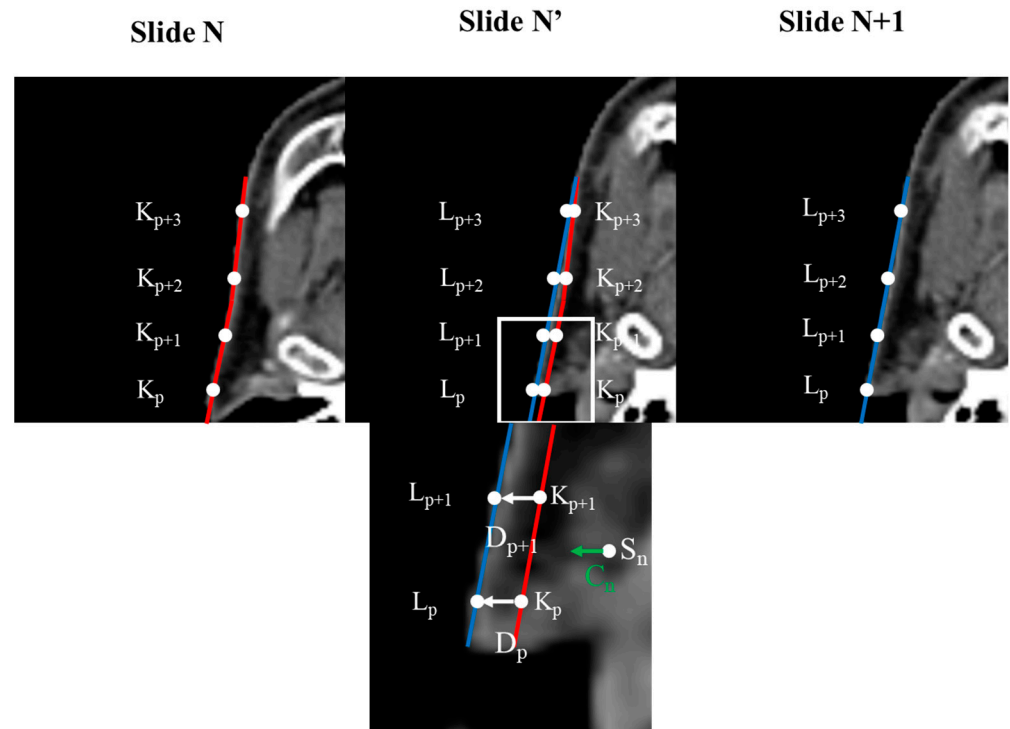 Slide N Slide N’ Slide N+1
Kp+3 Lp+3 Kp+3 Lp+3
Kp+2 Lp+2 Kp+2 Lp+2
Kp+1 Lp+1 Kp+1 Lp+1
Kp Lp Kp Lp
Lp+1 Kp+1
Dp+1 Sn
Cn
Lp Kp
Dp